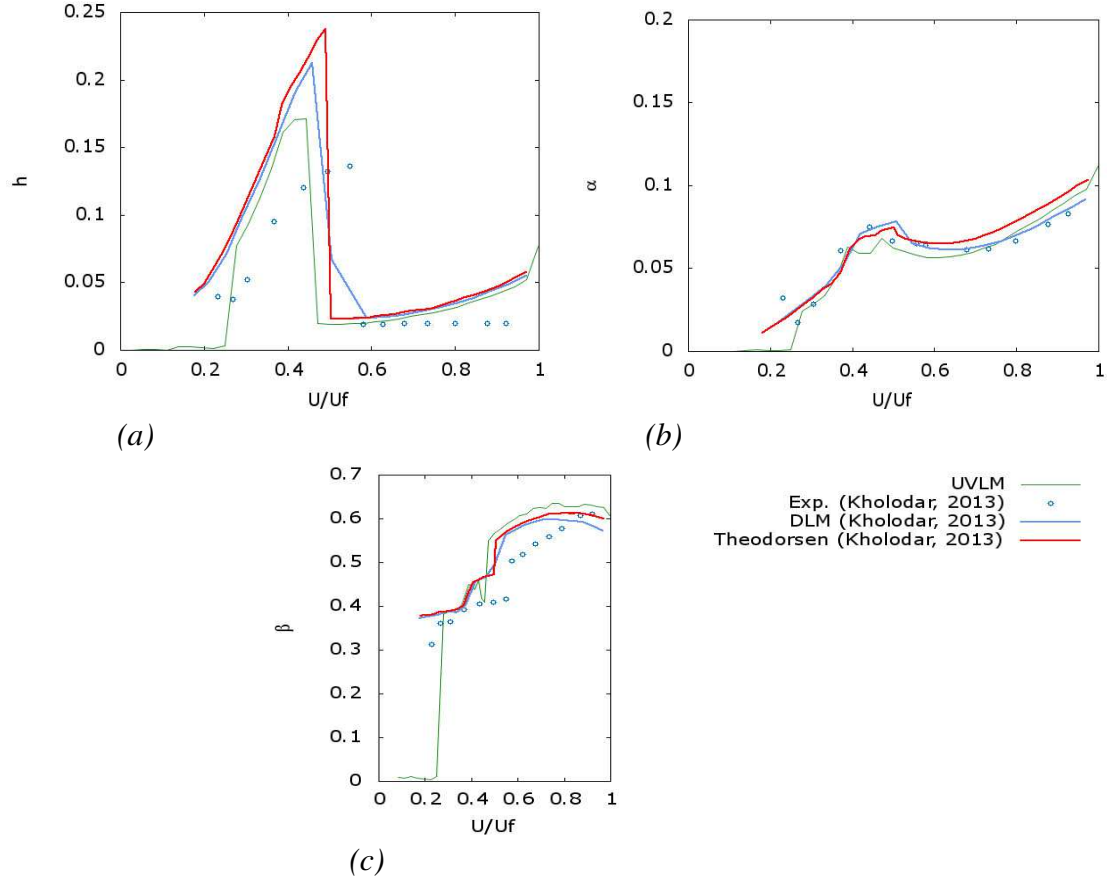 0.25
0.2
0.15
h
0.1
0.05
0
0 0.2 0.4 0.6 0.8 1
U/Uf
(a)
0.2
0.15
α
0.1
0.05
0
0 0.2 0.4 0.6 0.8 1
U/Uf
(b)
0.7
0.6
0.5
0.4
β
0.3
0.2
0.1
0
0 0.2 0.4 0.6 0.8 1
U/Uf
(c)
UVLM
Exp. (Kholodar, 2013)
DLM (Kholodar, 2013)
Theodorsen (Kholodar, 2013)